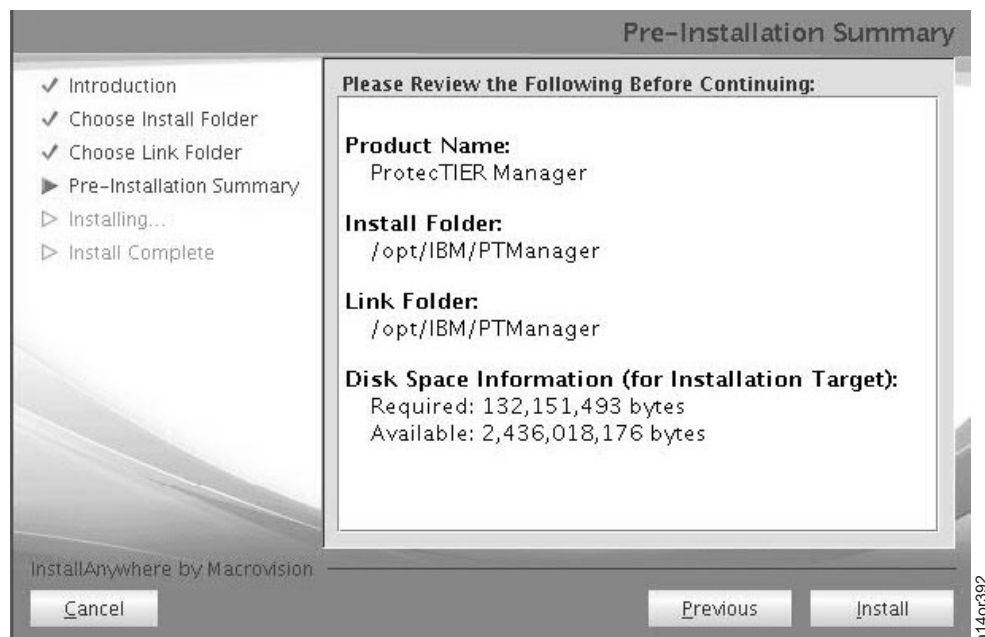 Pre-Installation Summary
Introduction
Choose Install Folder
Choose Link Folder
Pre-Installation Summary
Installing...
Install Complete
Please Review the Following Before Continuing:
Product Name:
ProtecTIER Manager
Install Folder:
/opt/IBM/PTManager
Link Folder:
/opt/IBM/PTManager
Disk Space Information (for Installation Target):
Required: 132,151,493 bytes
Available: 2,436,018,176 bytes
InstallAnywhere by Macrovision
Cancel
Previous
Install